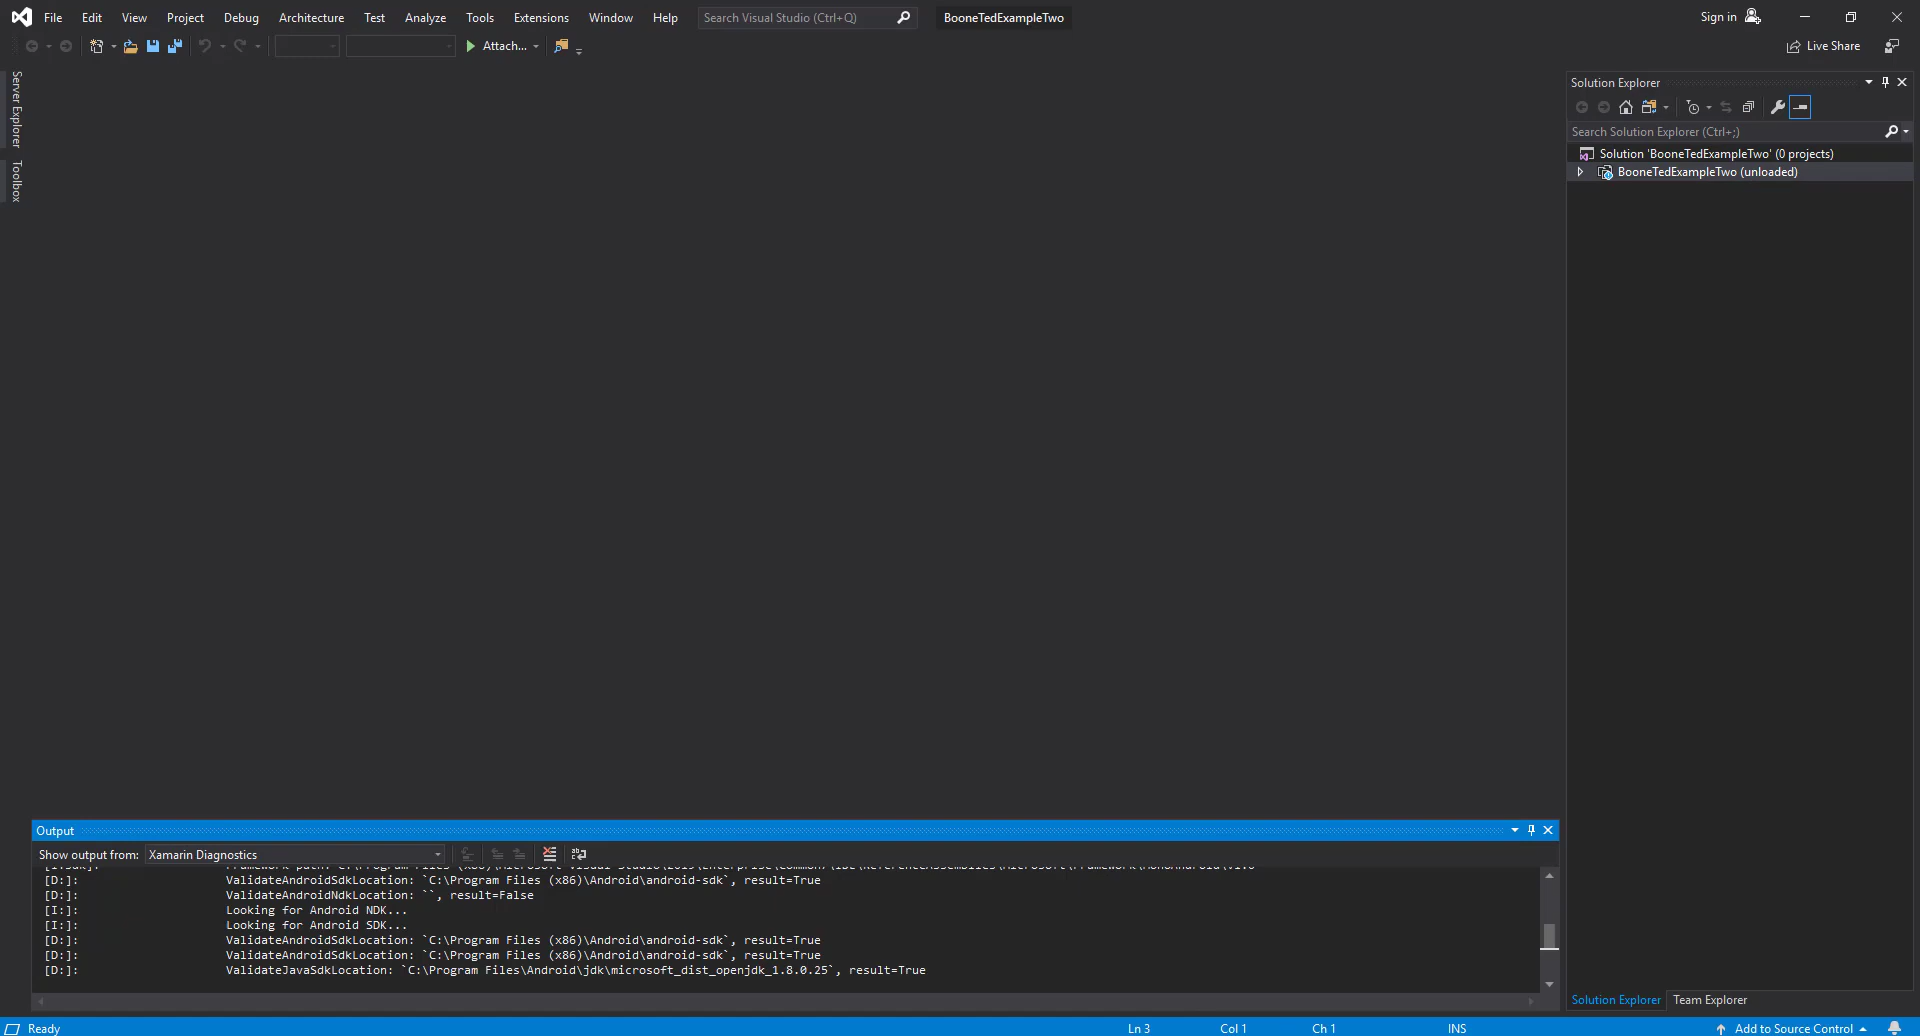 File Edit View Project Debug Architecture Test Analyze Tools Extensions Window Help Search Visual Studio (Ctrl+Q) BooneTedExampleTwo Sign in
Attach... Live Share
Server Explorer
Toolbox
Solution Explorer
Search Solution Explorer (Ctrl+;)
Solution 'BooneTedExampleTwo' (0 projects)
BooneTedExampleTwo (unloaded)
Output
Show output from: Xamarin Diagnostics
[D:]: ValidateAndroidSdkLocation: `C:\Program Files (x86)\Android\android-sdk`, result=True
[D:]: ValidateAndroidNdkLocation: ``, result=False
[I:]: Looking for Android NDK...
[I:]: Looking for Android SDK...
[D:]: ValidateAndroidSdkLocation: `C:\Program Files (x86)\Android\android-sdk`, result=True
[D:]: ValidateAndroidSdkLocation: `C:\Program Files (x86)\Android\android-sdk`, result=True
[D:]: ValidateJavaSdkLocation: `C:\Program Files\Android\jdk\microsoft_dist_openjdk_1.8.0.25`, result=True
Solution Explorer Team Explorer
Ready Ln 3 Col 1 Ch 1 INS Add to Source Control